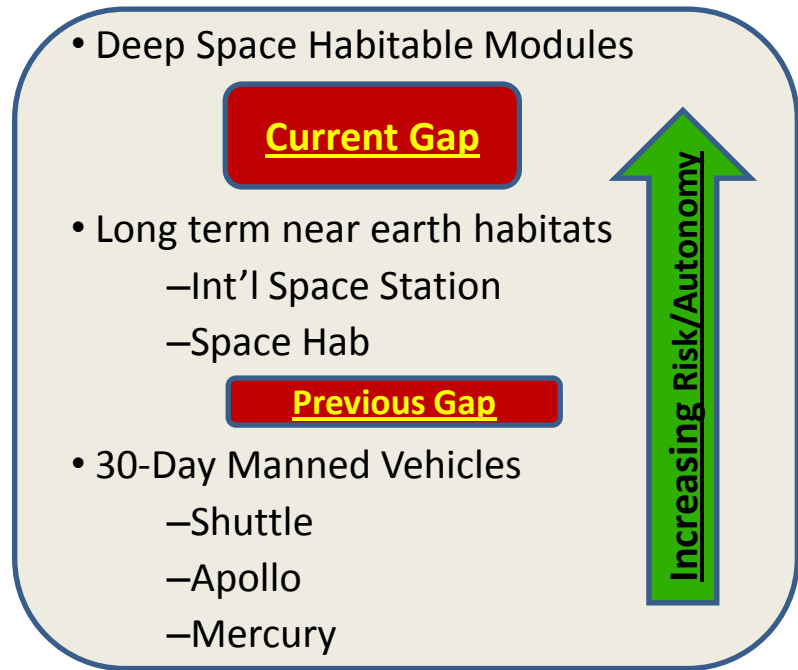 • Deep Space Habitable Modules
Current Gap
• Long term near earth habitats
–Int’l Space Station
–Space Hab
Previous Gap
• 30-Day Manned Vehicles
–Shuttle
–Apollo
–Mercury
Increasing Risk/Autonomy